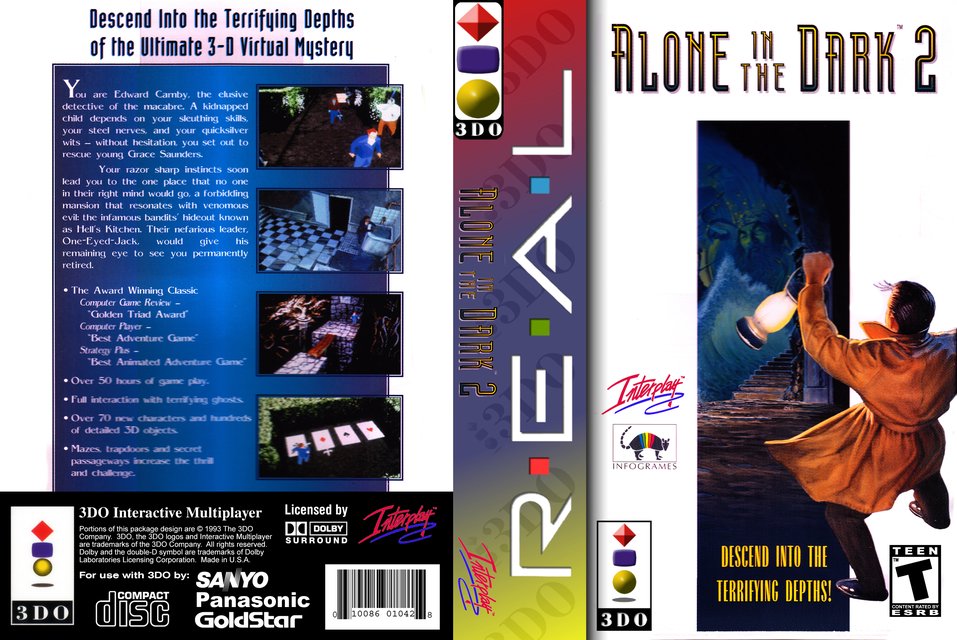 Descend Into the Terrifying Depths
of the Ultimate 3-D Virtual Mystery
You are Edward Carnby, the elusive
detective of the macabre. A kidnapped
child depends on your sleuthing skills,
your steel nerves, and your quicksilver
wits – without hesitation, you set out to
rescue young Grace Saunders.
Your razor sharp instincts soon
lead you to the one place that no one
in their right mind would go, a forbidding
mansion that resonates with venomous
evil: the infamous bandits' hideout known
as Hell's Kitchen. Their nefarious leader,
One-Eyed-Jack, would give his
remaining eye to see you permanently
retired.
• The Award Winning Classic
Computer Game Review –
"Golden Triad Award"
Computer Player –
"Best Adventure Game"
Strategy Plus –
"Best Animated Adventure Game"
• Over 50 hours of game play.
• Full interaction with terrifying ghosts.
• Over 70 new characters and hundreds
of detailed 3D objects.
• Mazes, trapdoors and secret
passageways increase the thrill
and challenge.
3DO
3DO Interactive Multiplayer
Portions of this package design are © 1993 The 3DO
Company. 3DO, the 3DO logos and Interactive Multiplayer
are trademarks of the 3DO Company. All rights reserved.
Dolby and the double-D symbol are trademarks of Dolby
Laboratories Licensing Corporation. Made in U.S.A.
For use with 3DO by:
COMPACT
disc
SANYO
Panasonic
GoldStar
Licensed by
DOLBY
SURROUND
Interplay™
0 10086 01042 8
3DO
ALONE IN THE DARK™ 2
R·E·A·L
3DO
3DO
3DO
3DO
3DO
3DO
Interplay™
ALONE IN THE DARK™ 2
Interplay™
INFOGRAMES
3DO
DESCEND INTO THE
TERRIFYING DEPTHS!
TEEN
T
CONTENT RATED BY
ESRB